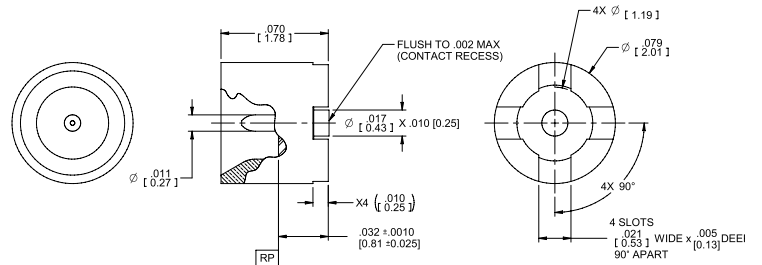 .070
[ 1.78 ]
FLUSH TO .002 MAX
(CONTACT RECESS)
4X Ø [ 1.19 ]
Ø .079
[ 2.01 ]
Ø .017
[ 0.43 ] X .010 [0.25]
Ø .011
[ 0.27 ]
X4 ( .010
[ 0.25 ] )
.032 ±.0010
[0.81 ±0.025]
RP
4X 90°
4 SLOTS
.021
[ 0.53 ] WIDE x .005
[0.13] DEEI
90° APART